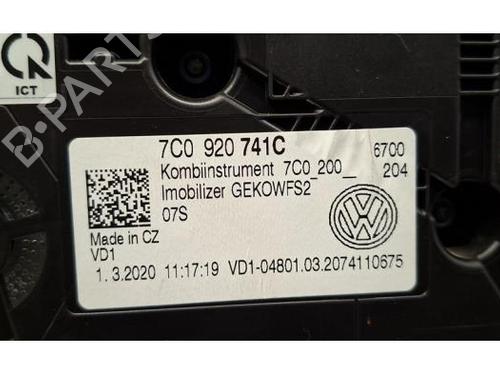 ICT
B-PARTS
7C0 920 741C
Kombiinstrument 7C0_200__ 6700
Imobilizer GEKOWFS2 204
07S
Made in CZ
VD1
1. 3.2020 11:17:19 VD1-04801.03.2074110675